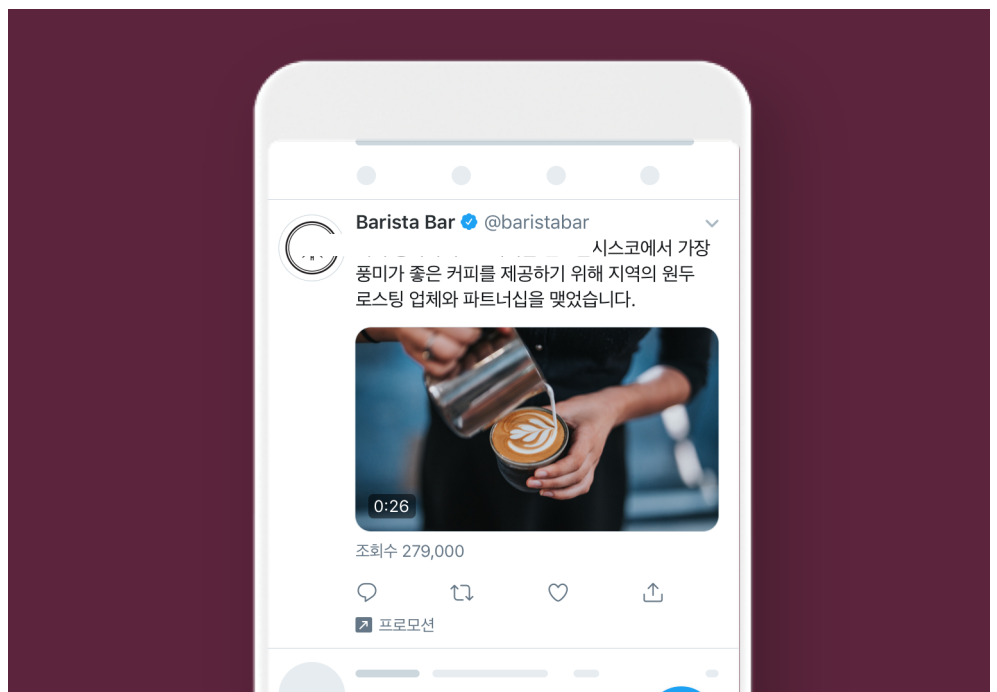 Barista Bar @baristabar
시스코에서 가장
풍미가 좋은 커피를 제공하기 위해 지역의 원두
로스팅 업체와 파트너십을 맺었습니다.
0:26
조회수 279,000
프로모션